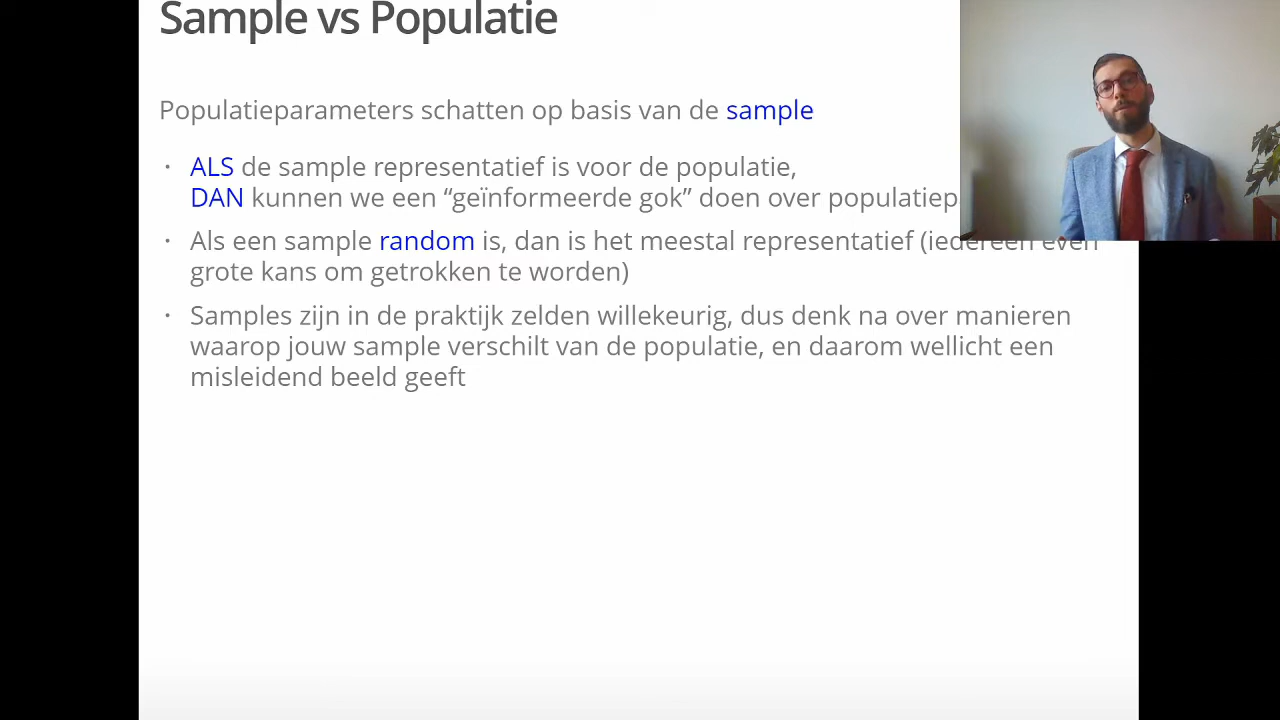 Sample vs Populatie
Populatieparameters schatten op basis van de sample
· ALS de sample representatief is voor de populatie,
DAN kunnen we een “geïnformeerde gok” doen over
· Als een sample random is, dan is het meestal representatief (iedereen even
grote kans om getrokken te worden)
· Samples zijn in de praktijk zelden willekeurig, dus denk na over manieren
waarop jouw sample verschilt van de populatie, en daarom wellicht een
misleidend beeld geeft